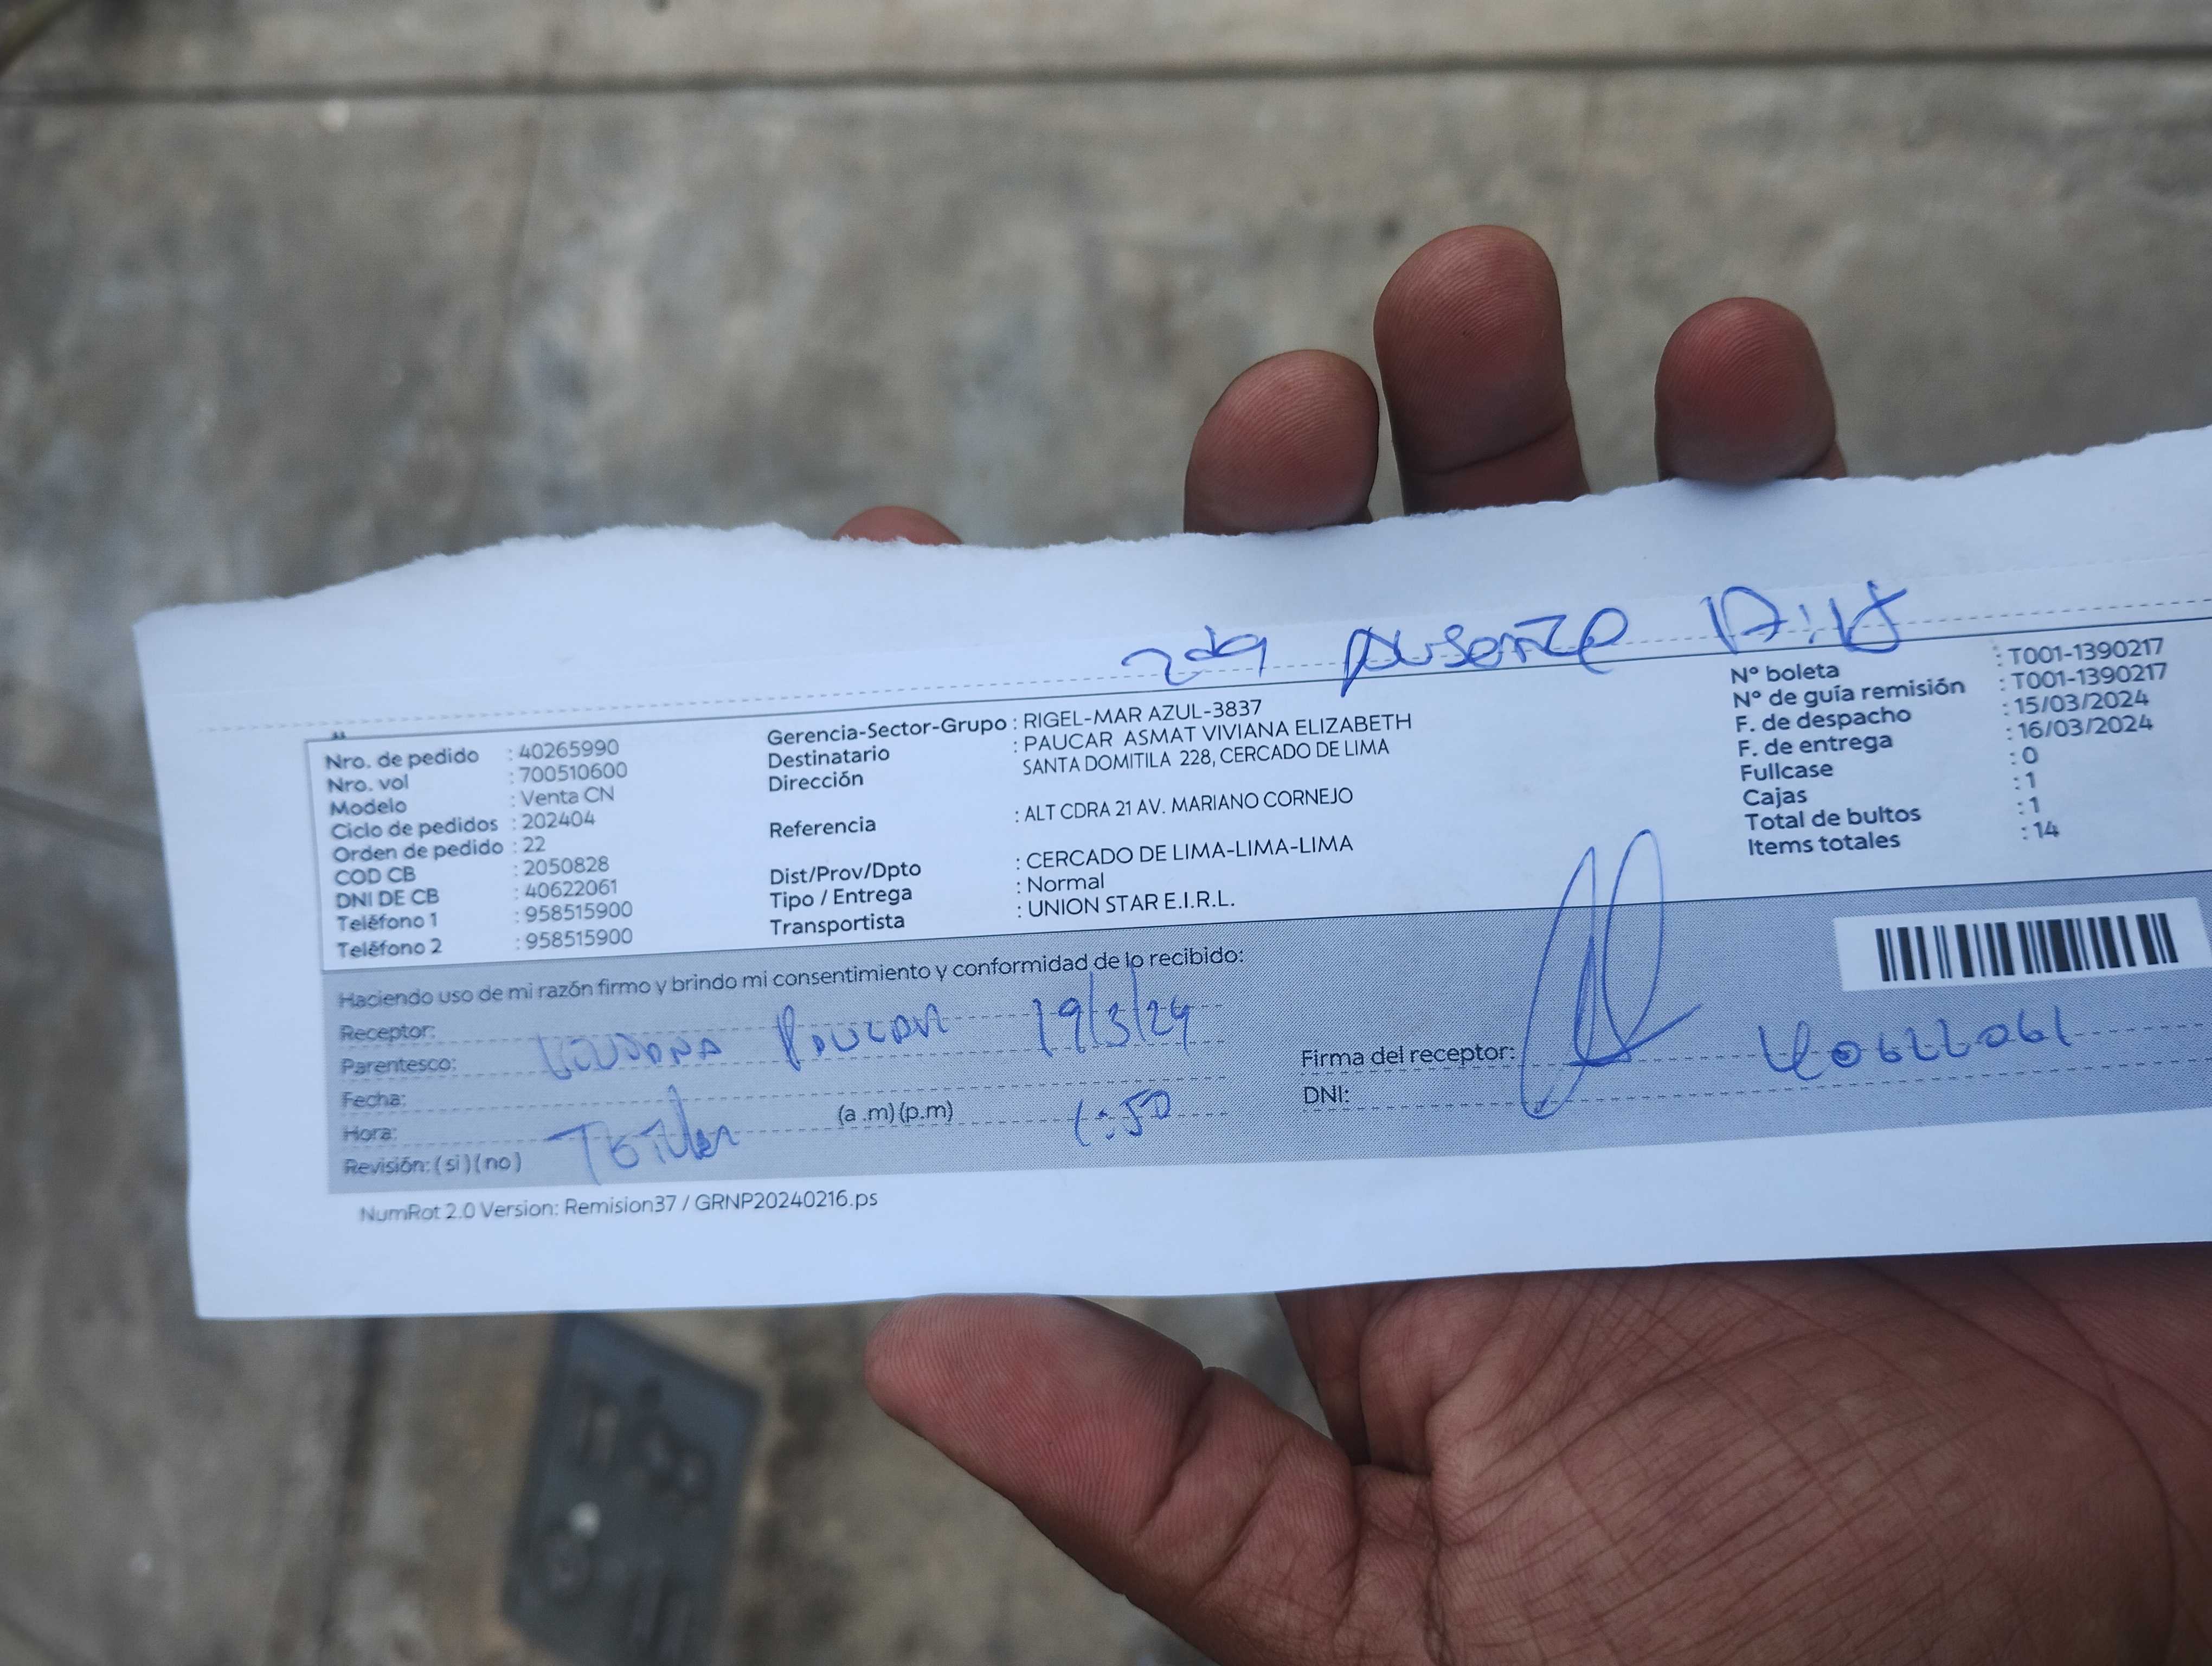 2da Ausente
Nro. de pedido : 40265990
Nro. vol : 700510600
Modelo : Venta CN
Ciclo de pedidos : 202404
Orden de pedido : 22
COD CB : 2050828
DNI DE CB : 40622061
Teléfono 1 : 958515900
Teléfono 2 : 958515900
Gerencia-Sector-Grupo : RIGEL-MAR AZUL-3837
Destinatario : PAUCAR ASMAT VIVIANA ELIZABETH
Dirección SANTA DOMITILA 228, CERCADO DE LIMA
Referencia : ALT CDRA 21 AV. MARIANO CORNEJO
Dist/Prov/Dpto : CERCADO DE LIMA-LIMA-LIMA
Tipo / Entrega : Normal
Transportista : UNION STAR E.I.R.L.
N° boleta : T001-1390217
N° de guía remisión : T001-1390217
F. de despacho : 15/03/2024
F. de entrega : 16/03/2024
Fullcase : 0
Cajas : 1
Total de bultos : 1
Items totales : 14
Haciendo uso de mi razón firmo y brindo mi consentimiento y conformidad de lo recibido:
Receptor:
Parentesco: Paucar 19/3/24
Fecha:
Hora: (a .m) (p.m) 1:50
Revisión: ( si ) ( no ) Titular
Firma del receptor:
DNI: 40622061
NumRot 2.0 Version: Remision37 / GRNP20240216.ps